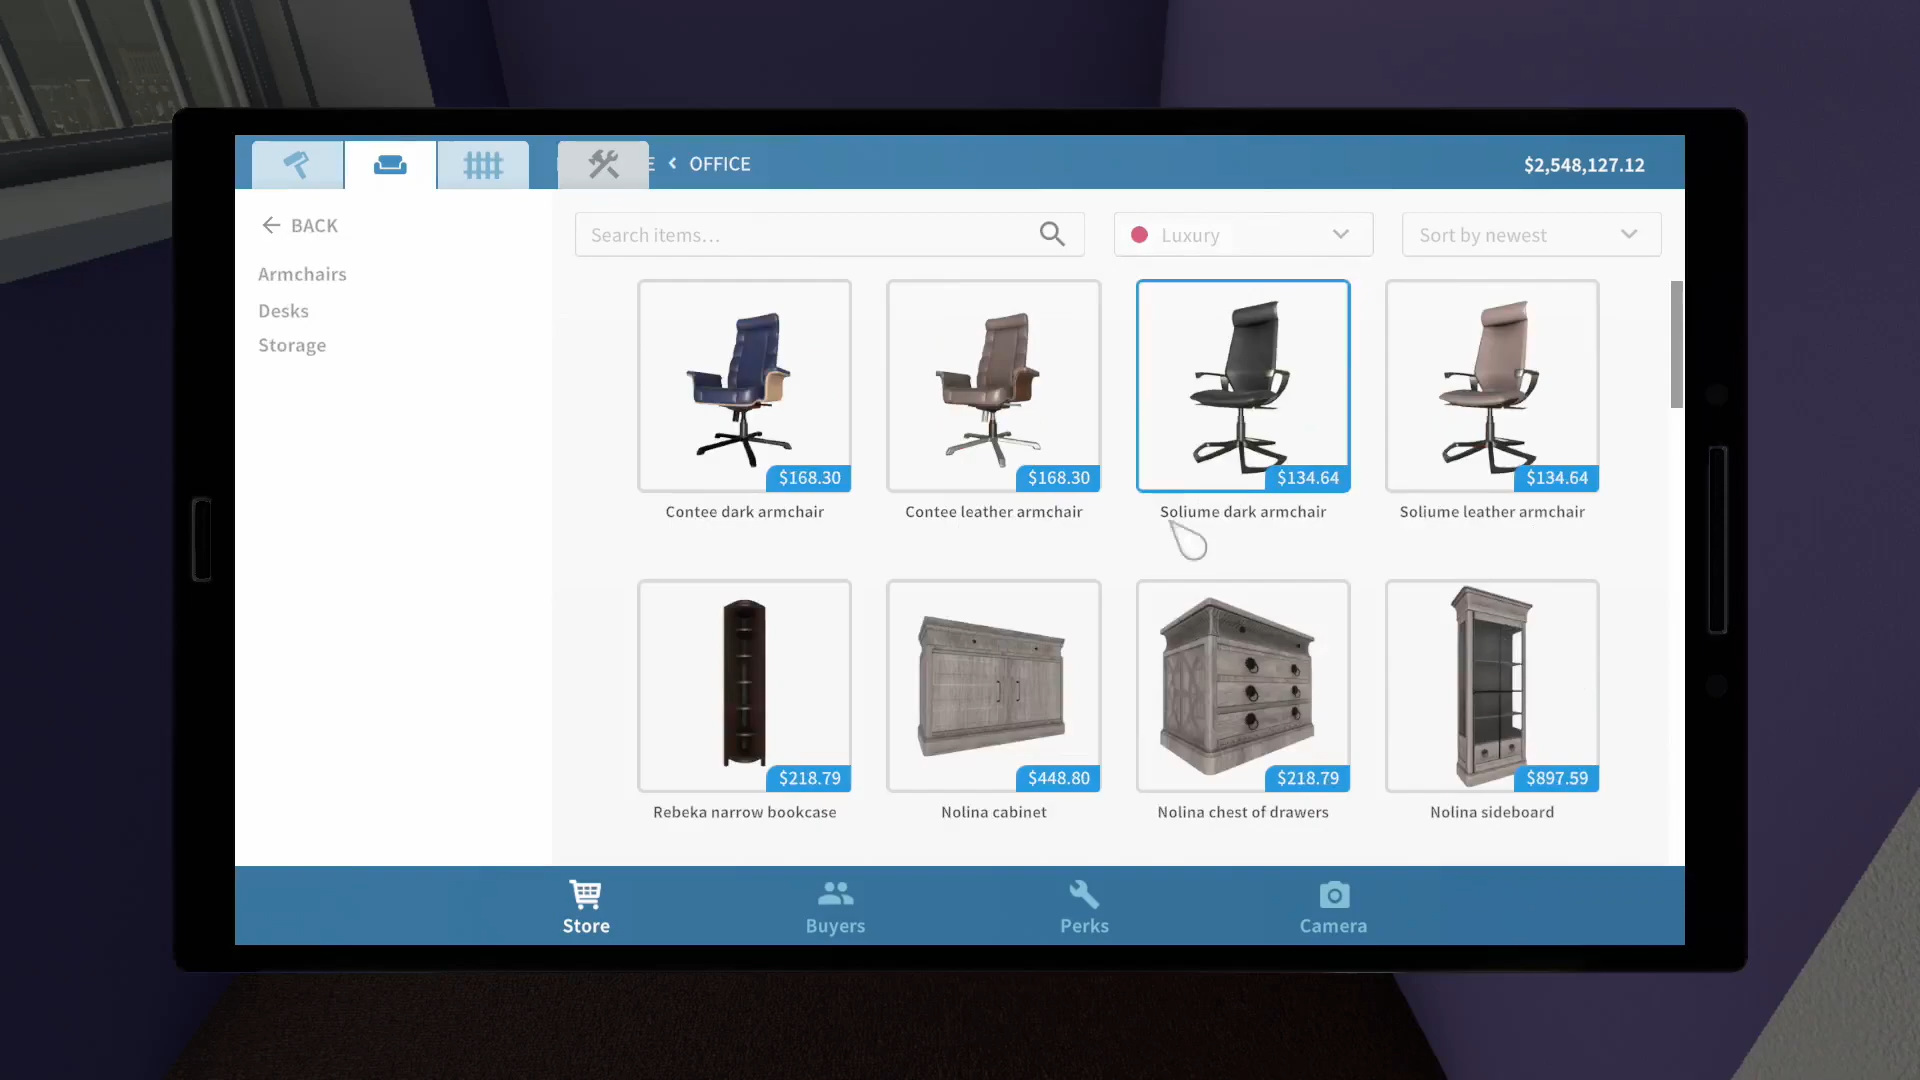 E < OFFICE
$2,548,127.12
BACK
Armchairs
Desks
Storage
Search items...
Luxury
Sort by newest
$168.30
$168.30
$134.64
$134.64
Contee dark armchair
Contee leather armchair
Soliume dark armchair
Soliume leather armchair
$218.79
$448.80
$218.79
$897.59
Rebeka narrow bookcase
Nolina cabinet
Nolina chest of drawers
Nolina sideboard
Store
Buyers
Perks
Camera